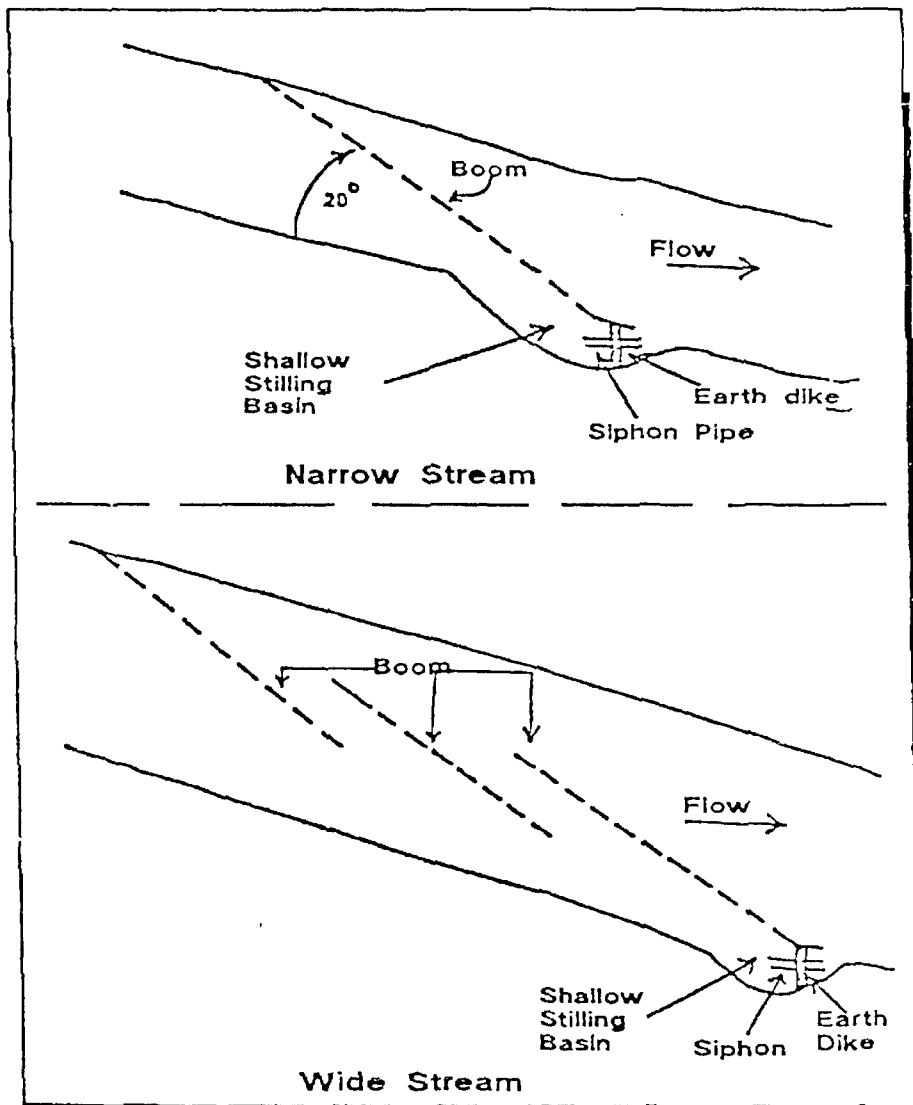 Boom
20°
Flow
Shallow
Stilling
Basin
Earth dike
Siphon Pipe
Narrow Stream
Boom
Flow
Shallow
Stilling
Basin
Siphon
Earth
Dike
Wide Stream